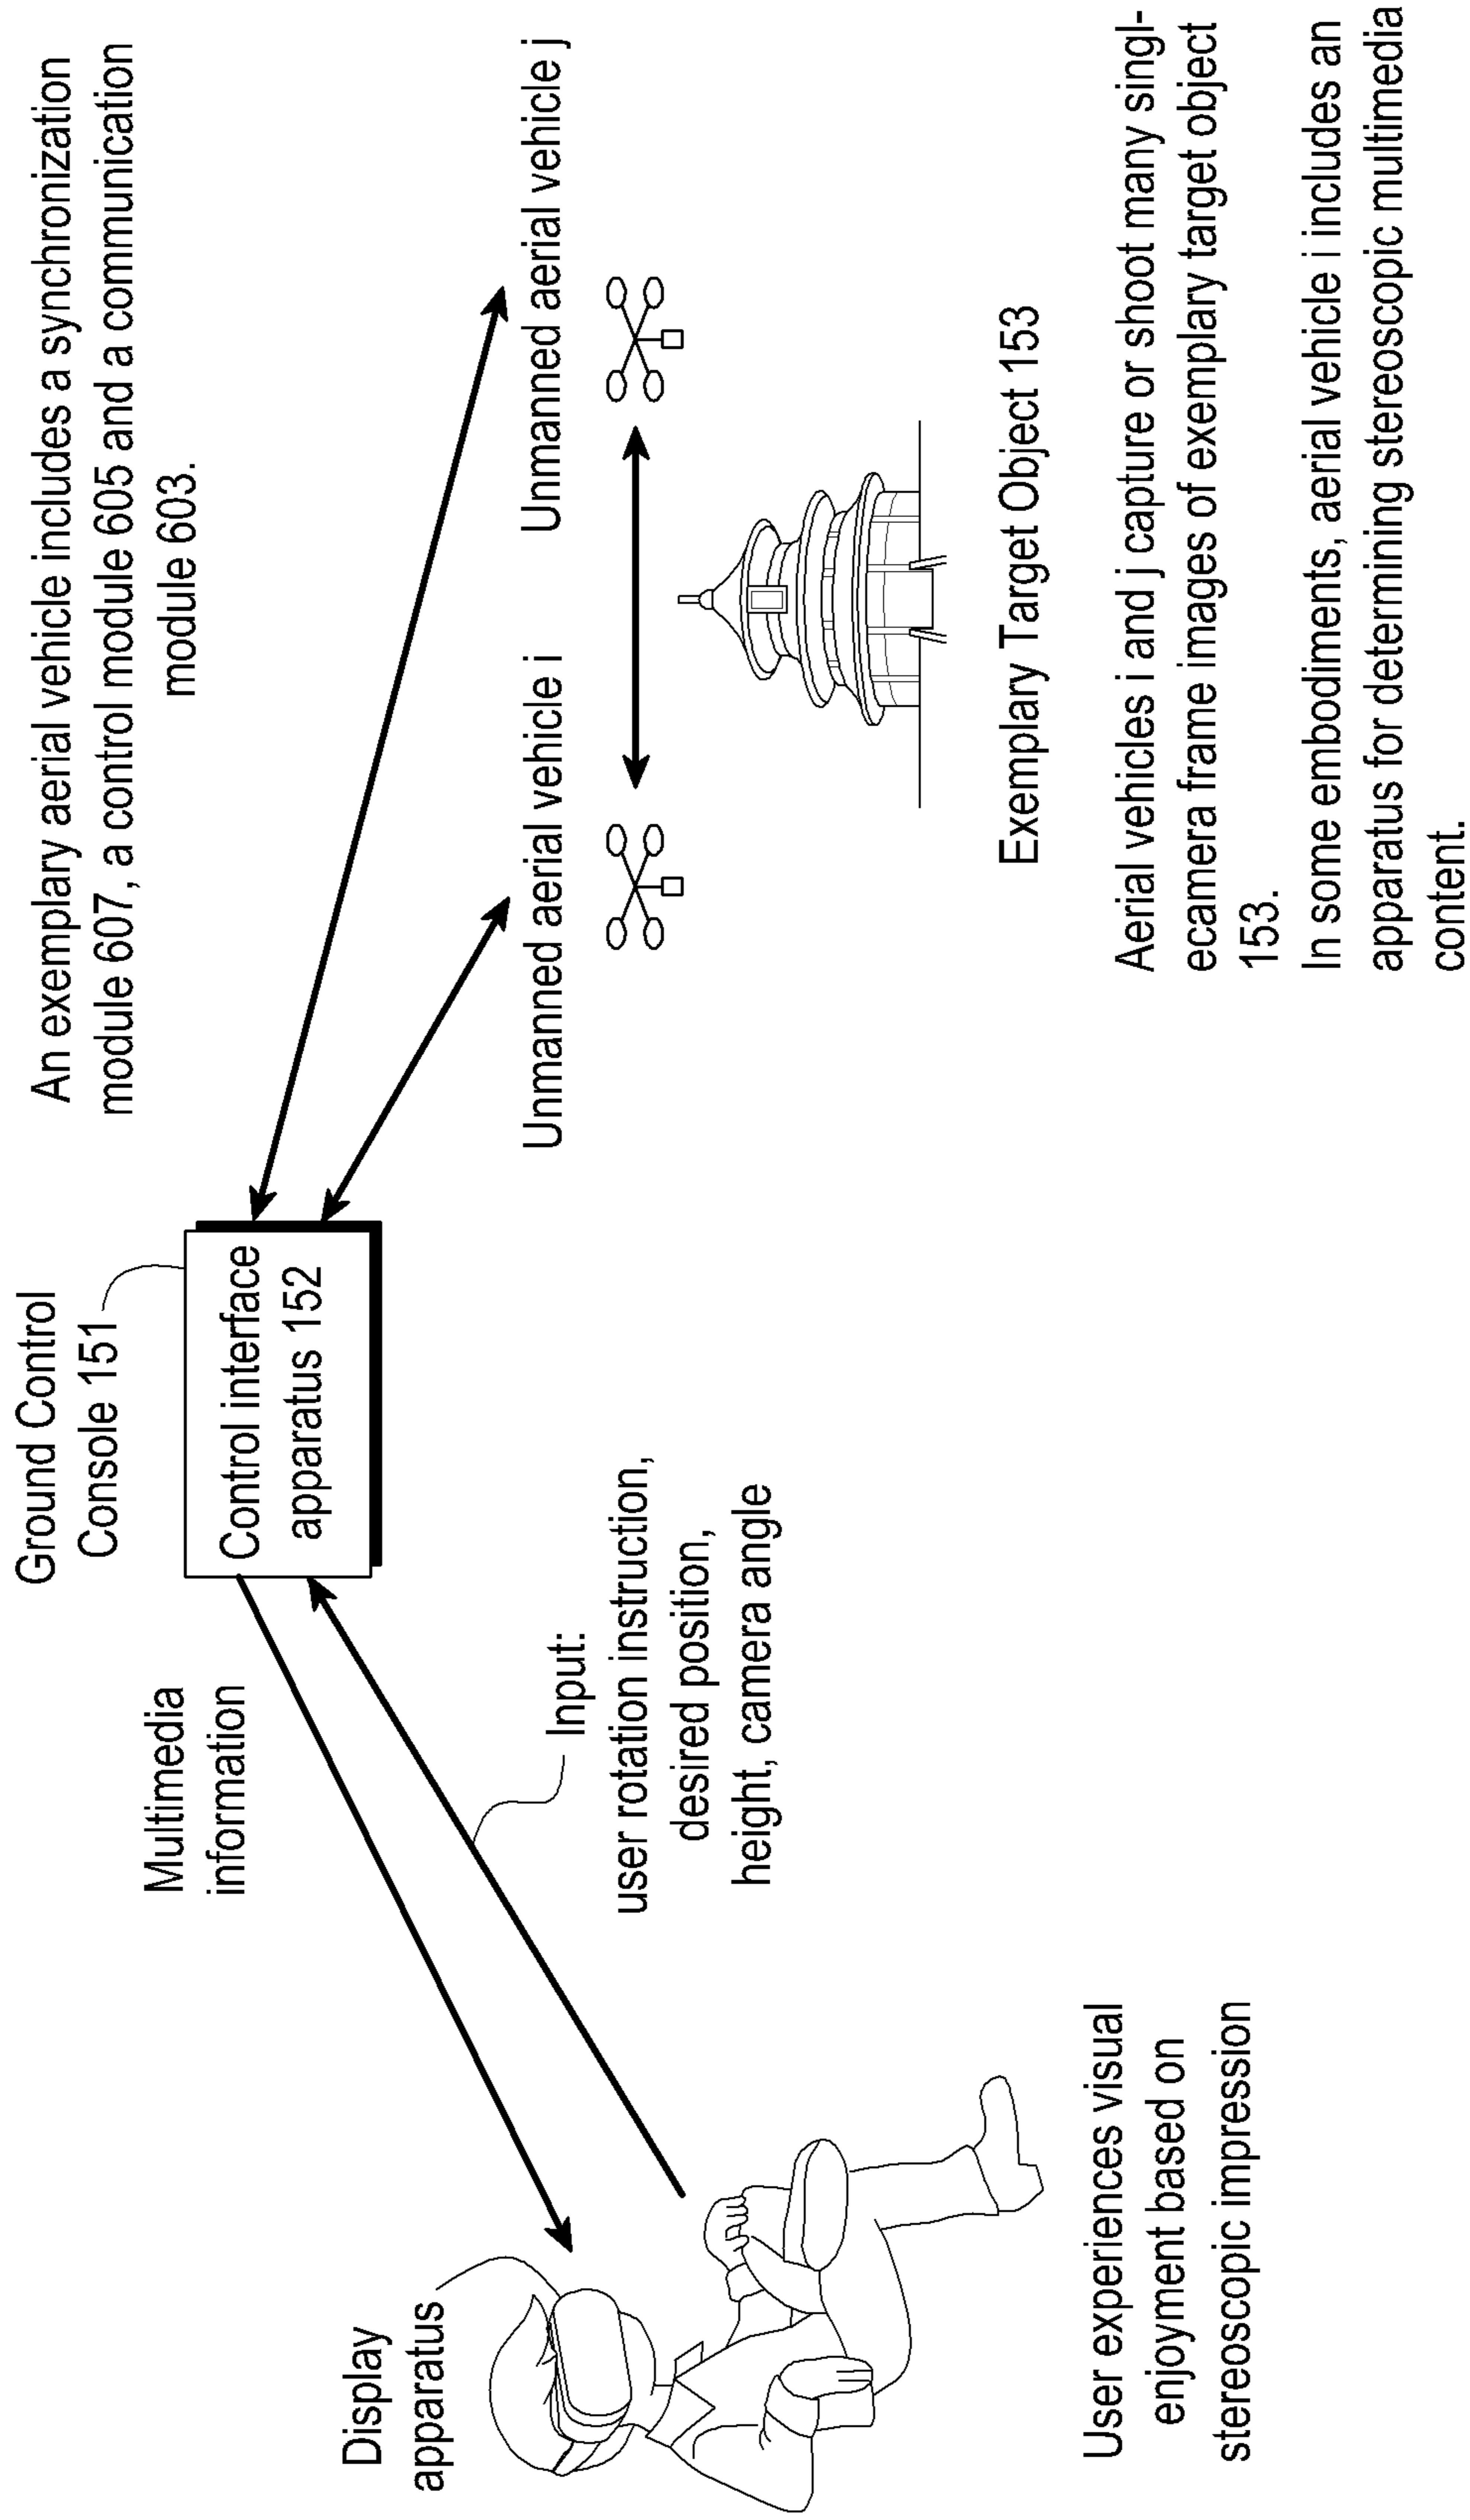 Ground Control
Console 151
Control interface
apparatus 152
An exemplary aerial vehicle includes a synchronization
module 607, a control module 605 and a communication
module 603.
Multimedia
information
Display
apparatus
Input:
user rotation instruction,
desired position,
height, camera angle
Unmanned aerial vehicle i
Unmanned aerial vehicle j
Exemplary Target Object 153
User experiences visual
enjoyment based on
stereoscopic impression
Aerial vehicles i and j capture or shoot many singl-
ecamera frame images of exemplary target object
153.
In some embodiments, aerial vehicle i includes an
apparatus for determining stereoscopic multimedia
content.